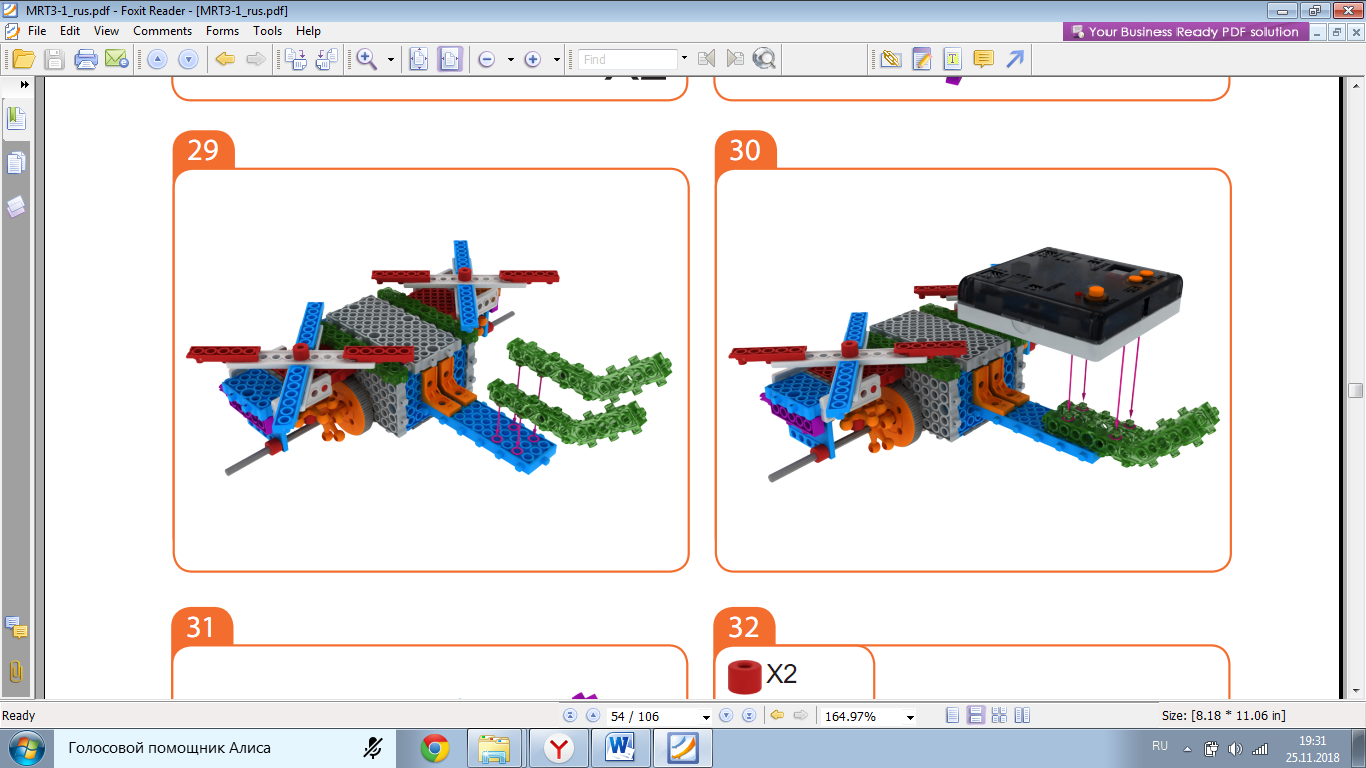 MRT3-1_rus.pdf - Foxit Reader - [MRT3-1_rus.pdf]
File Edit View Comments Forms Tools Help
Your Business Ready PDF solution
Find
29
30
31
32
X2
Ready
54 / 106
164.97%
Size: [8.18 * 11.06 in]
Голосовой помощник Алиса
RU
19:31
25.11.2018